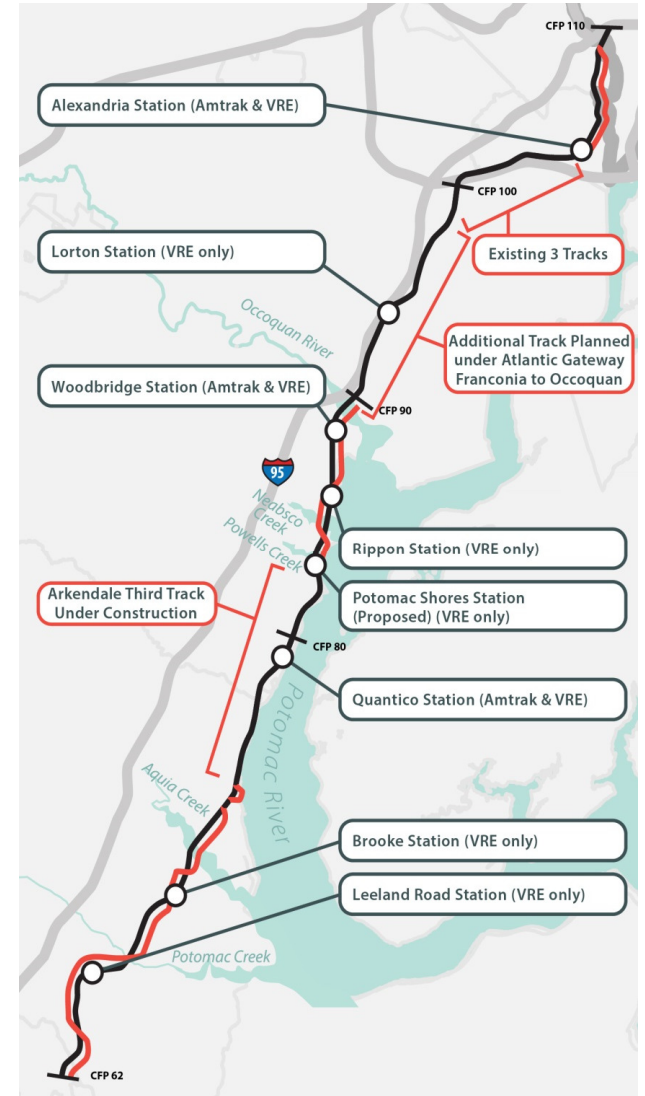 CFP 110
Alexandria Station (Amtrak & VRE)
CFP 100
Existing 3 Tracks
Lorton Station (VRE only)
Occoquan River
Additional Track Planned
under Atlantic Gateway
Franconia to Occoquan
Woodbridge Station (Amtrak & VRE)
CFP 90
95
Neabsco
Creek
Powells Creek
Rippon Station (VRE only)
Arkendale Third Track
Under Construction
Potomac Shores Station
(Proposed) (VRE only)
CFP 80
Quantico Station (Amtrak & VRE)
Potomac River
Aquia Creek
Brooke Station (VRE only)
Leeland Road Station (VRE only)
Potomac Creek
CFP 62